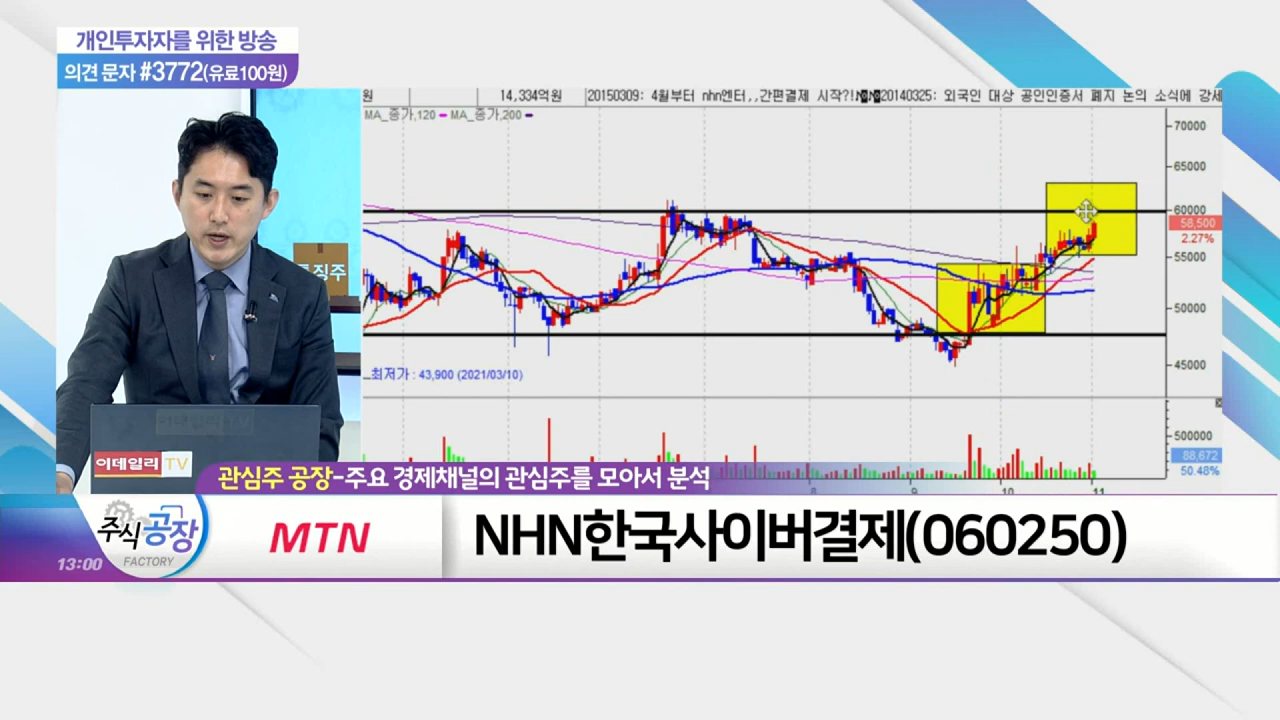 개인투자자를 위한 방송
의견 문자 #3772(유료100원)
원 14,334억원 20150309: 4월부터 nhn엔터,,간편결제 시작?! 20140325: 외국인 대상 공인인증서 폐지 논의 소식에 강세
MA_종가,120 MA_종가,200
70000
65000
60000
58,500
2.27%
55000
50000
45000
최저가 : 43,900 (2021/03/10)
500000
88,672
50.48%
8 9 10 11
직주
이데일리 TV
관심주 공장-주요 경제채널의 관심주를 모아서 분석
주식공장
FACTORY
13:00
MTN
NHN한국사이버결제(060250)